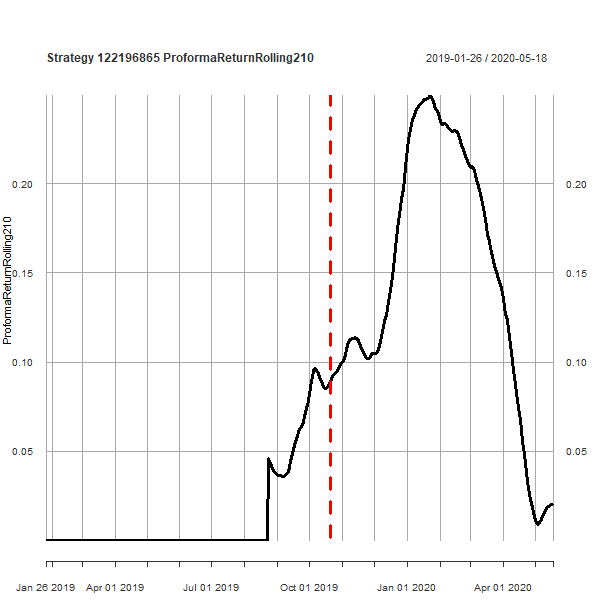 Strategy 122196865 ProformaReturnRolling210
2019-01-26 / 2020-05-18
ProformaReturnRolling210
0.20 0.20
0.15 0.15
0.10 0.10
0.05 0.05
Jan 26 2019 Apr 01 2019 Jul 01 2019 Oct 01 2019 Jan 01 2020 Apr 01 2020